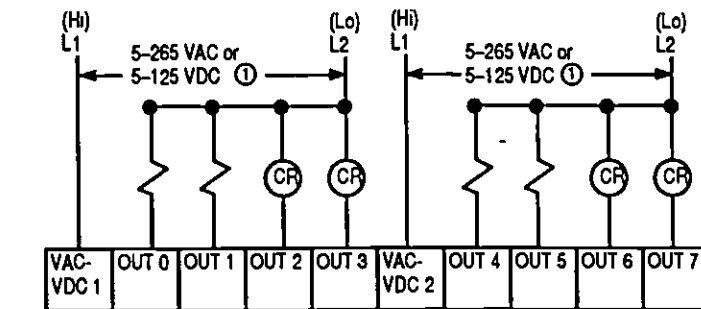 (Hi) (Lo) (Hi) (Lo)
L1 L2 L1 L2
5–265 VAC or 5–265 VAC or
5–125 VDC ① 5–125 VDC ①
CR CR CR CR
VAC- OUT 0 OUT 1 OUT 2 OUT 3 VAC- OUT 4 OUT 5 OUT 6 OUT 7
VDC 1 VDC 2